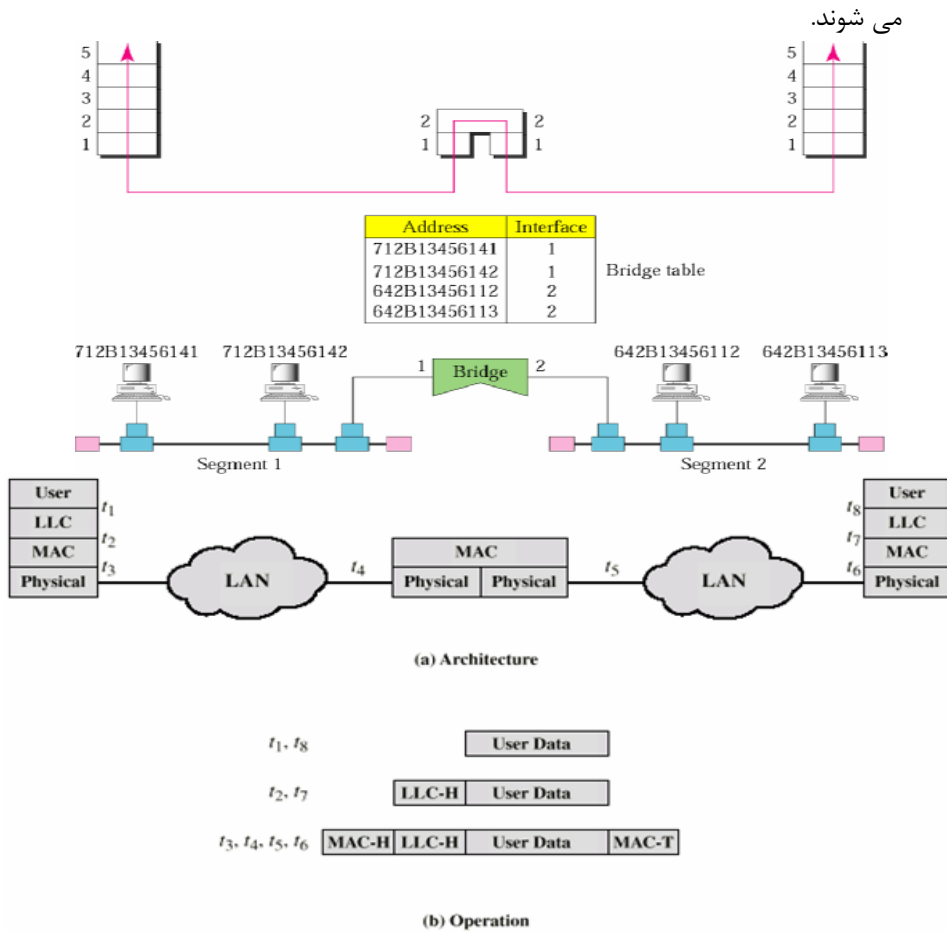 می شوند.
5 5
4 4
3 3
2 2 2 2
1 1 1 1
Address Interface
712B13456141 1
712B13456142 1
642B13456112 2
642B13456113 2
Bridge table
712B13456141 712B13456142 642B13456112 642B13456113
1 Bridge 2
Segment 1 Segment 2
User User
t1 t8
LLC LLC
t2 t7
MAC MAC MAC
t3 LAN t4 t5 LAN t6
Physical Physical Physical Physical
(a) Architecture
t1, t8 User Data
t2, t7 LLC-H User Data
t3, t4, t5, t6 MAC-H LLC-H User Data MAC-T
(b) Operation